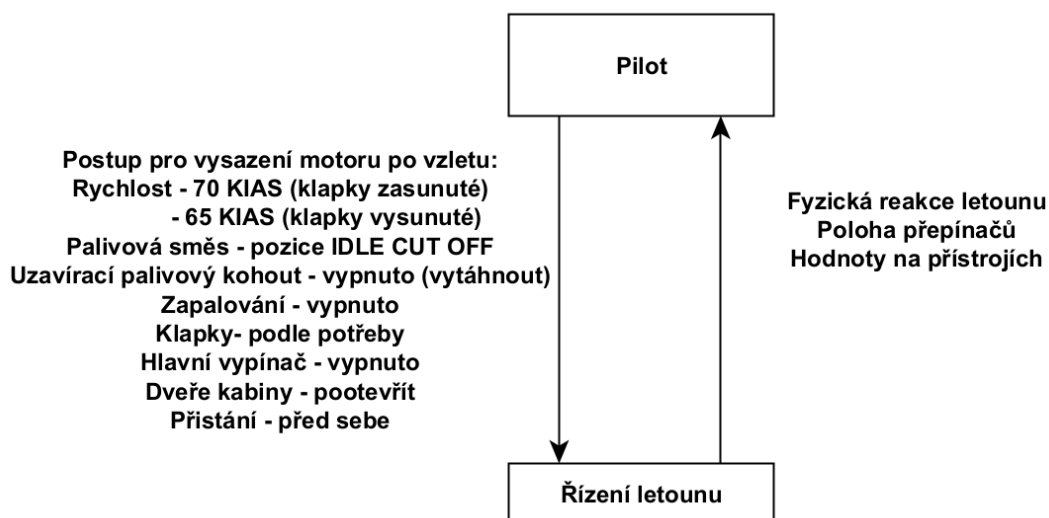 Pilot
Postup pro vysazení motoru po vzletu:
Rychlost - 70 KIAS (klapky zasunuté)
- 65 KIAS (klapky vysunuté)
Palivová směs - pozice IDLE CUT OFF
Uzavírací palivový kohout - vypnuto (vytáhnout)
Zapalování - vypnuto
Klapky- podle potřeby
Hlavní vypínač - vypnuto
Dveře kabiny - pootevřít
Přistání - před sebe
Fyzická reakce letounu
Poloha přepínačů
Hodnoty na přístrojích
Řízení letounu